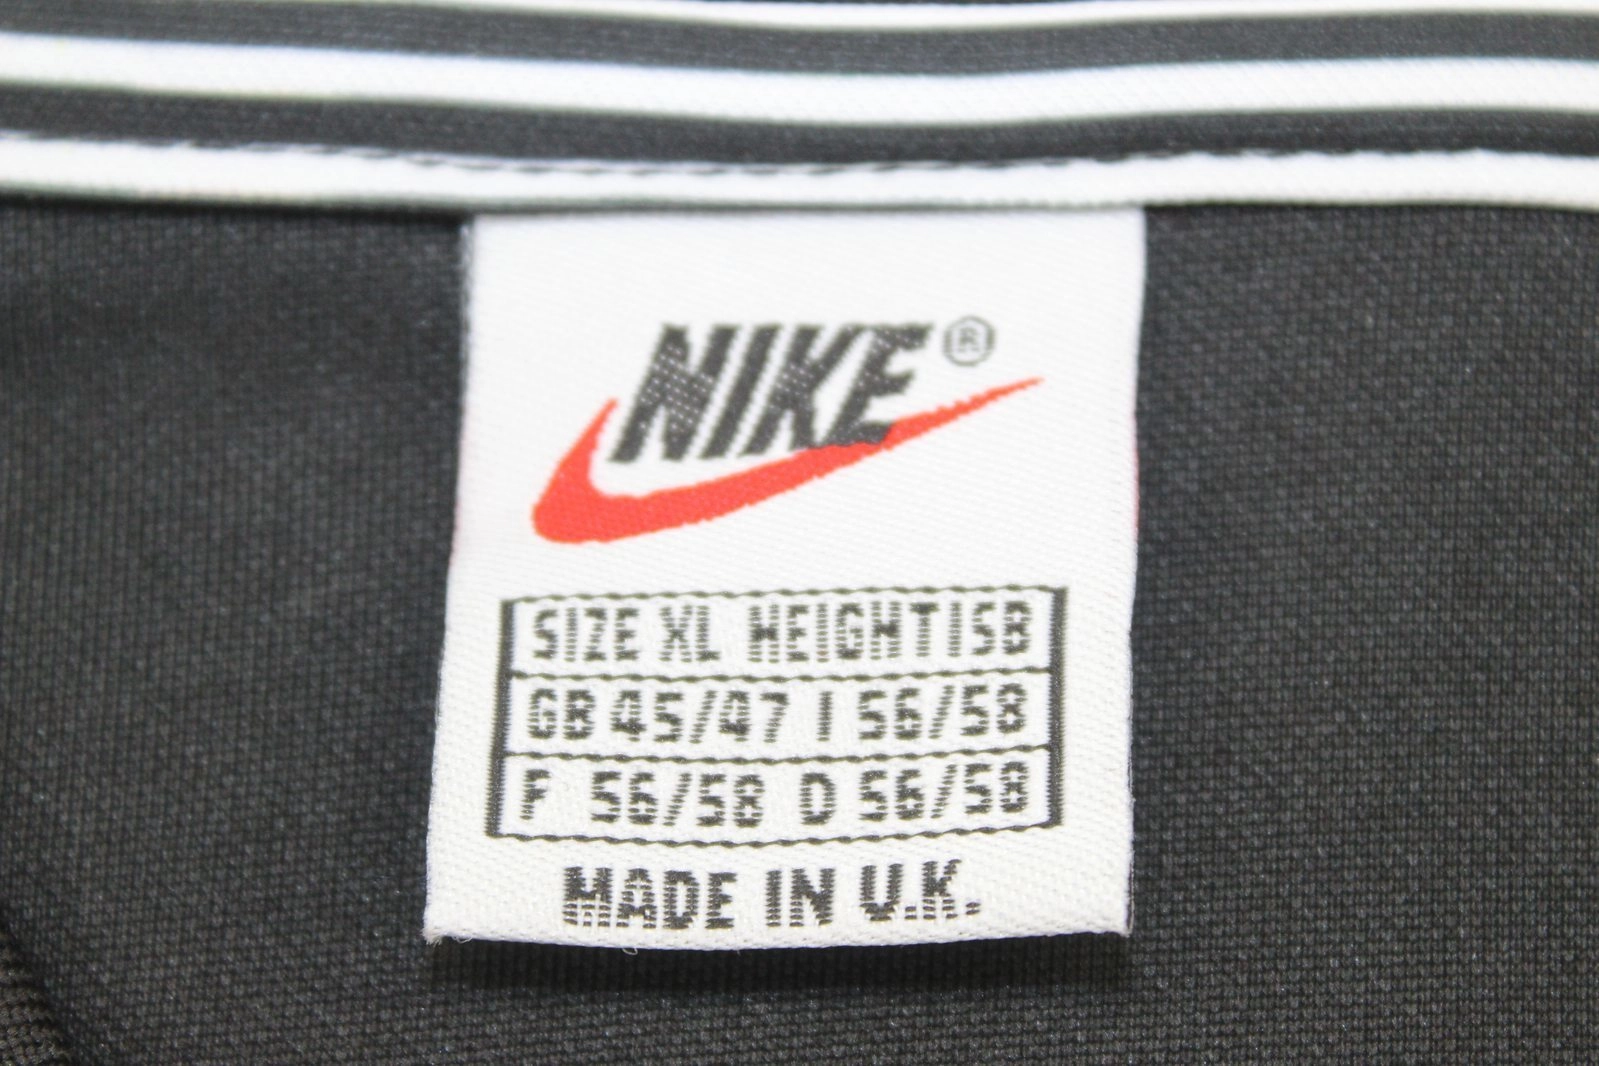 NIKE®
SIZE XL HEIGHT 158
GB 45/47 I 56/58
F 56/58 D 56/58
MADE IN U.K.